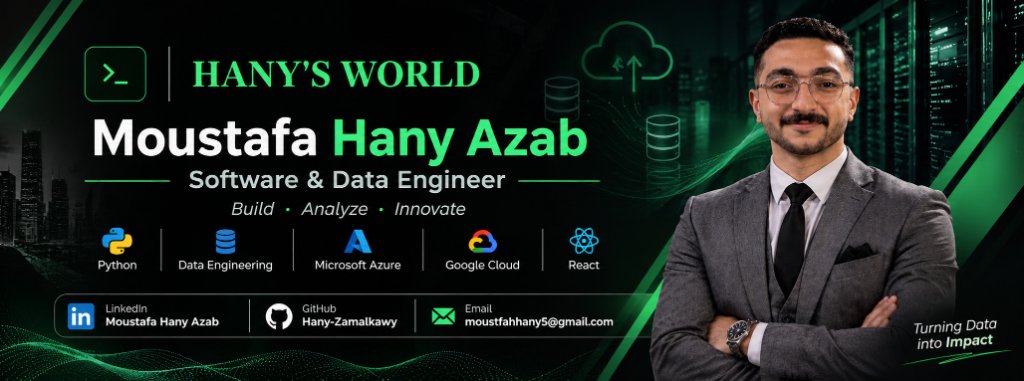 >_
HANY'S WORLD
Moustafa Hany Azab
Software & Data Engineer
Build • Analyze • Innovate
Python
Data Engineering
Microsoft Azure
Google Cloud
React
in
LinkedIn
Moustafa Hany Azab
GitHub
Hany-Zamalkawy
Email
moustfahhany5@gmail.com
Turning Data
into Impact